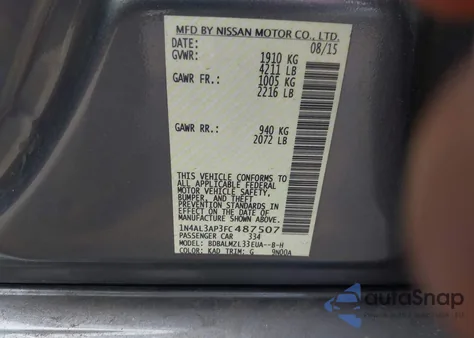 MFD BY NISSAN MOTOR CO., LTD.
DATE: 08/15
GVWR: 1910 KG
4211 LB
GAWR FR.: 1005 KG
2216 LB
GAWR RR.: 940 KG
2072 LB
THIS VEHICLE CONFORMS TO
ALL APPLICABLE FEDERAL
MOTOR VEHICLE SAFETY,
BUMPER, AND THEFT
PREVENTION STANDARDS IN
EFFECT ON THE DATE OF
MANUFACTURE SHOWN ABOVE.
1N4AL3AP3FC487507
PASSENGER CAR 334
MODEL: BDBALMZL33EUA--B-H
COLOR: KAD TRIM: G 9N00A
autoSnap